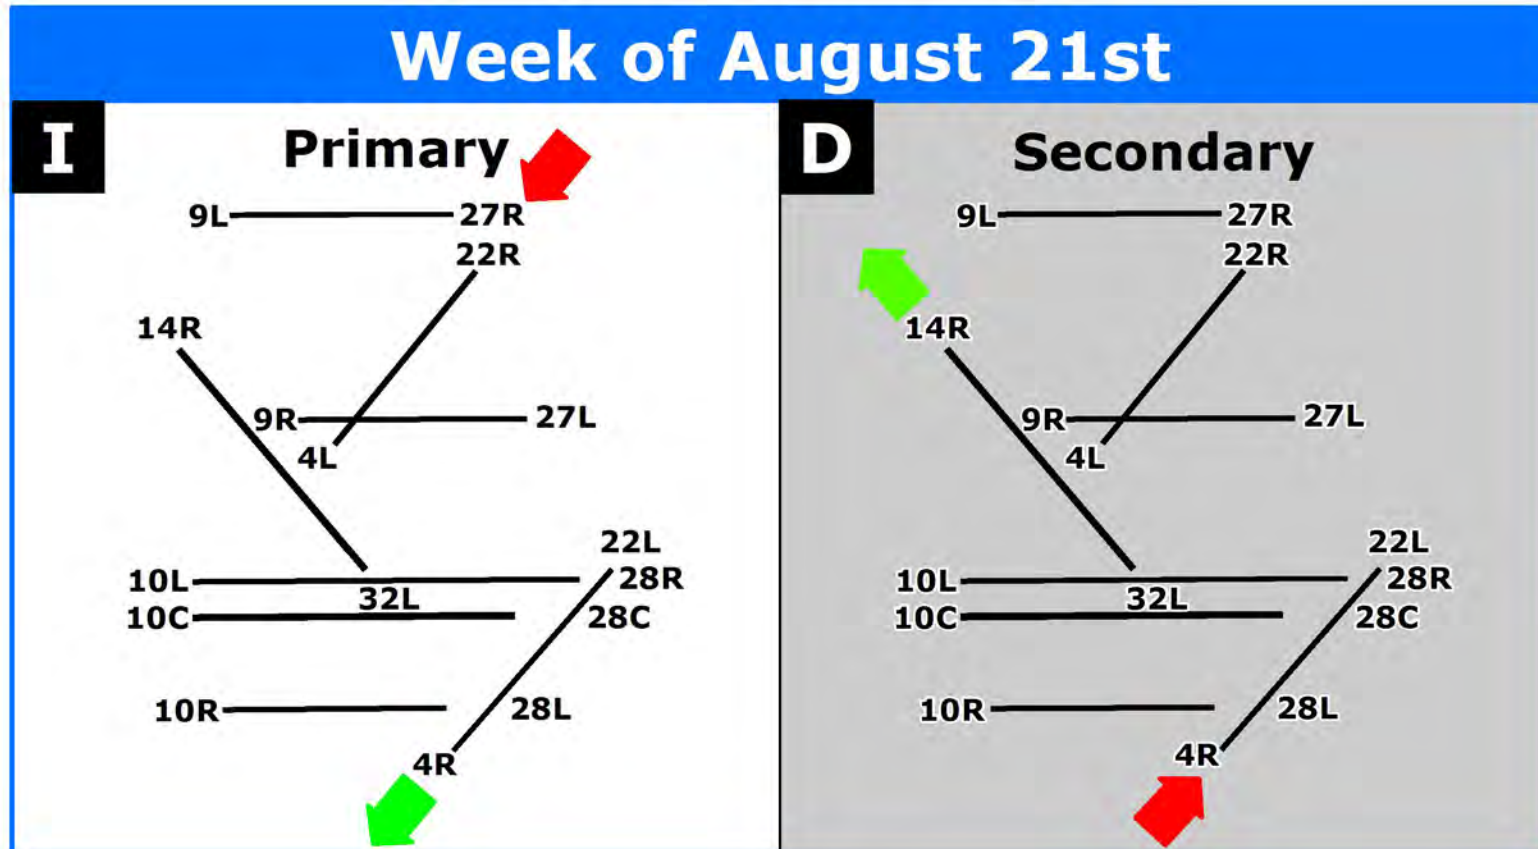 Week of August 21st
I
Primary
9L
27R
22R
14R
9R
27L
4L
22L
10L
28R
32L
10C
28C
10R
28L
4R
D
Secondary
9L
27R
22R
14R
9R
27L
4L
22L
10L
28R
32L
10C
28C
10R
28L
4R